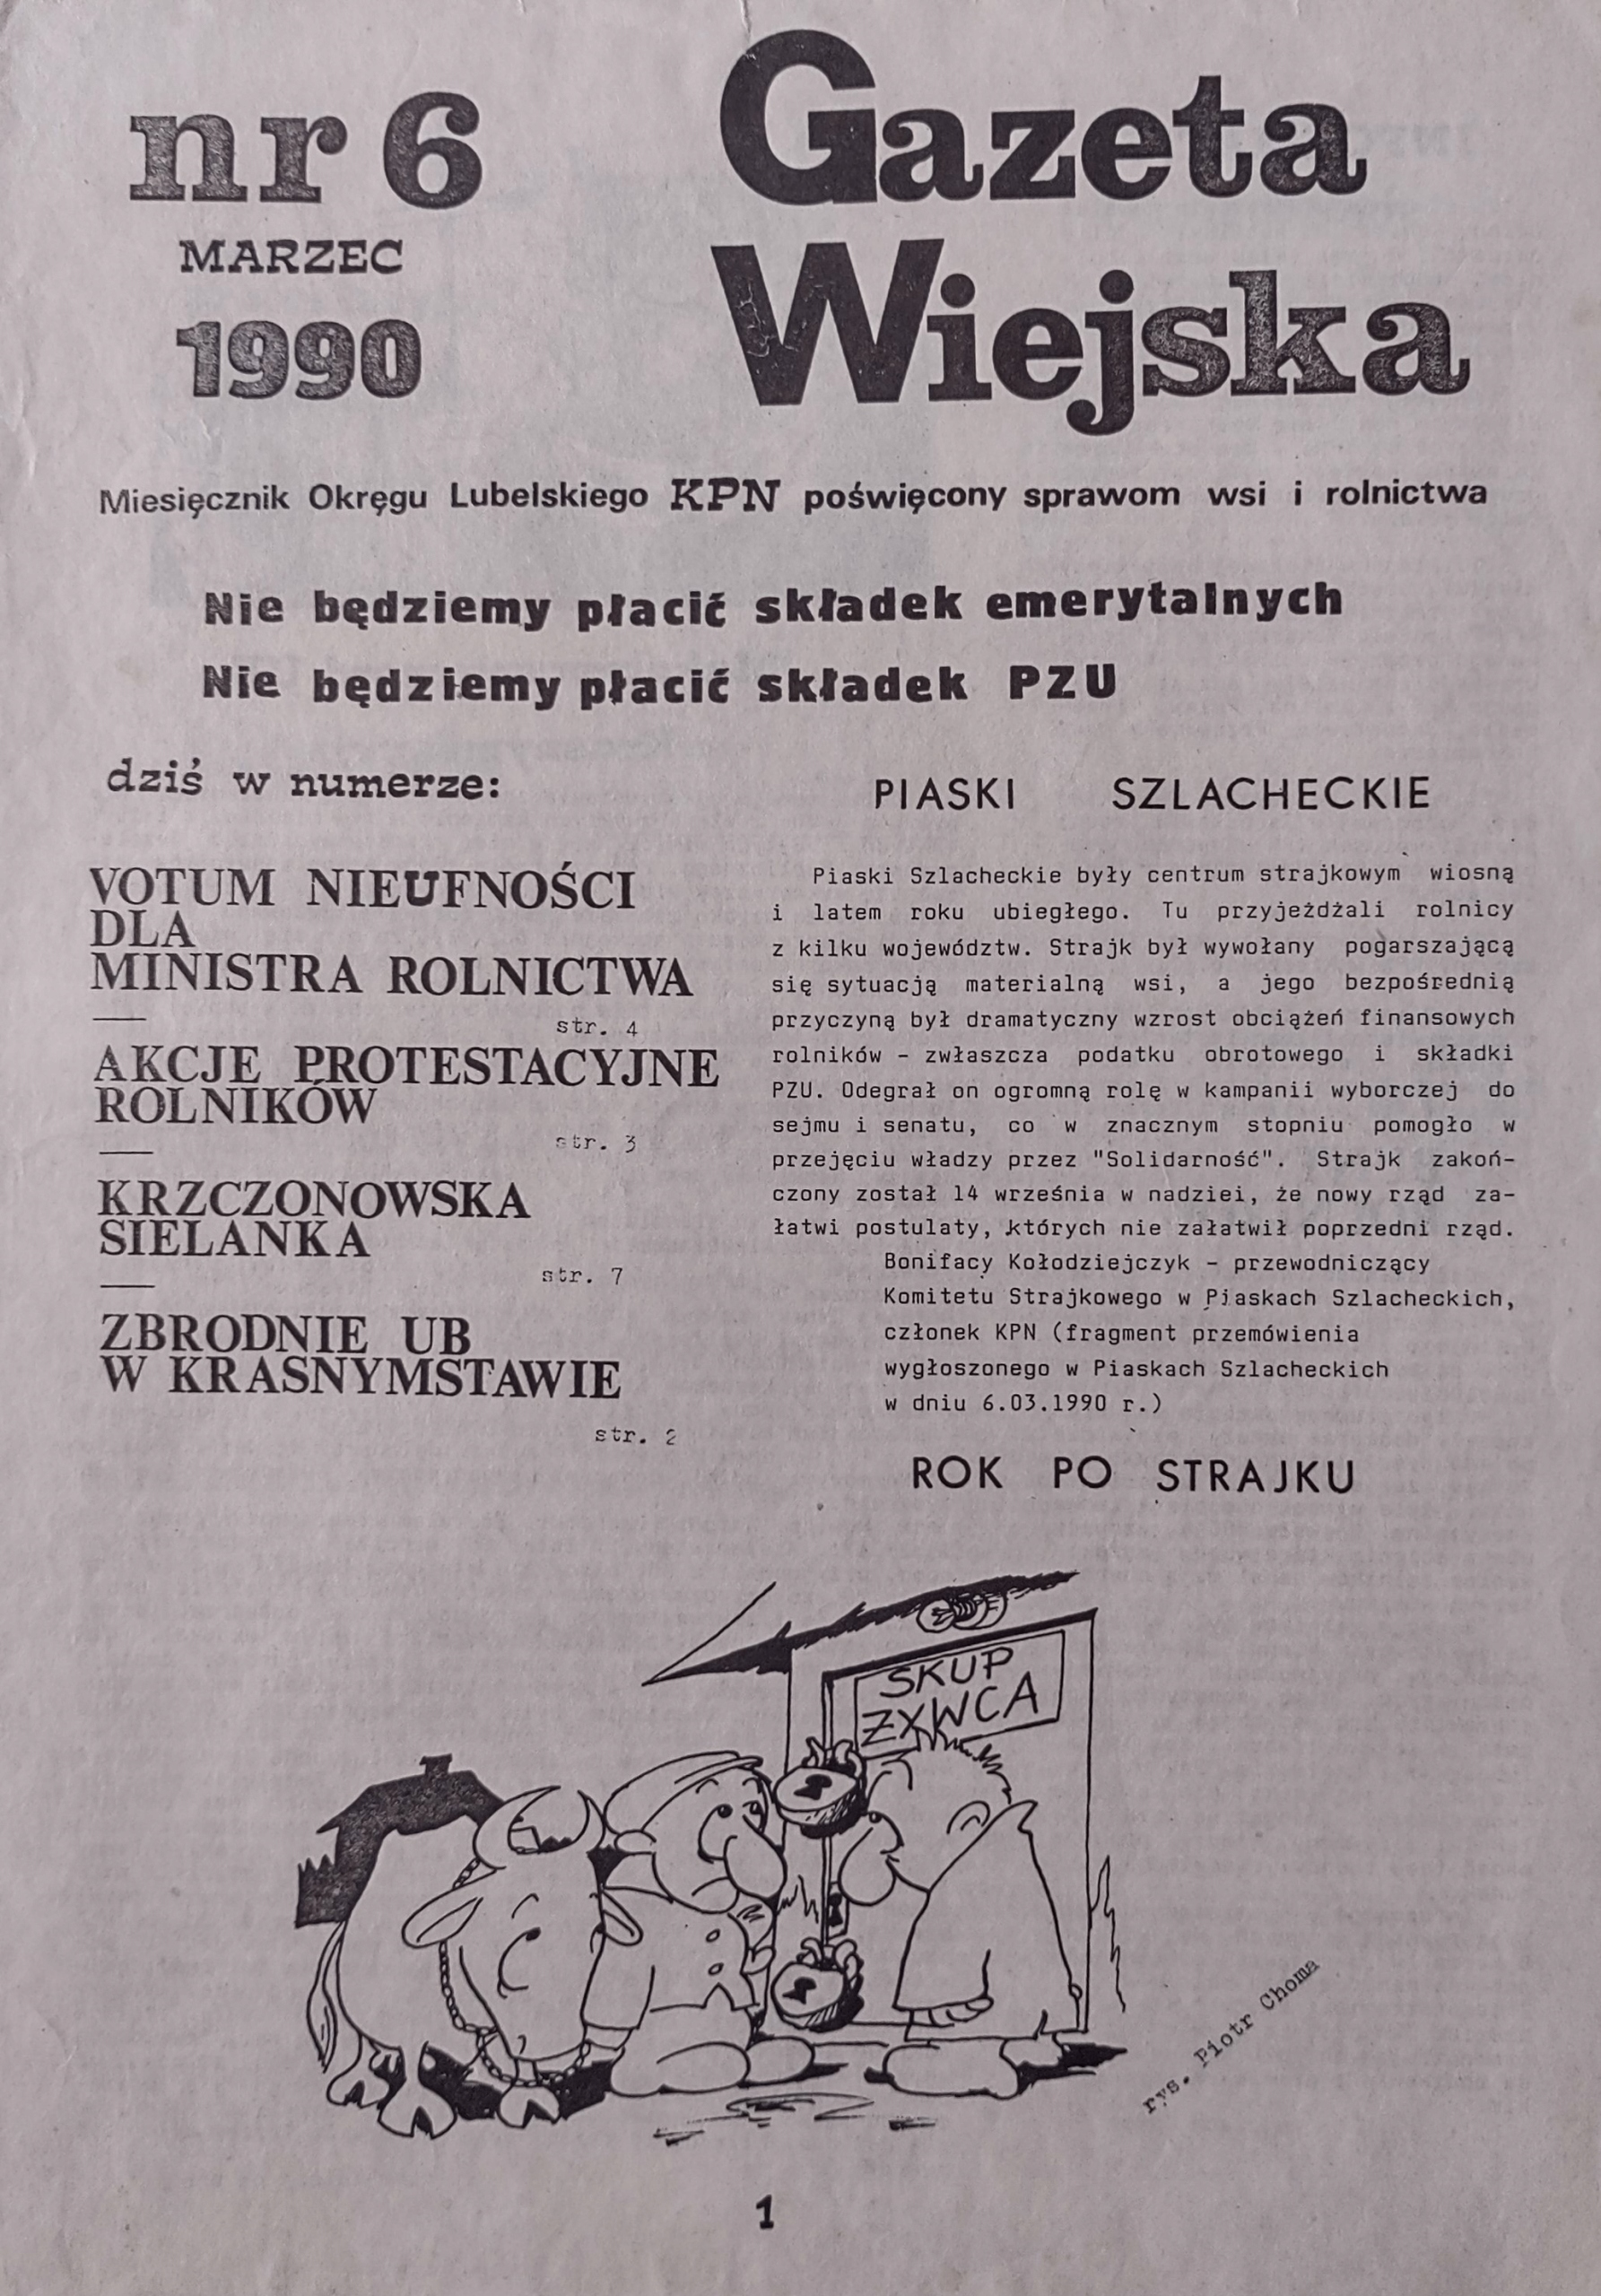 nr 6
MARZEC
1990
Gazeta
Wiejska
Miesięcznik Okręgu Lubelskiego KPN poświęcony sprawom wsi i rolnictwa
Nie będziemy płacić składek emerytalnych
Nie będziemy płacić składek PZU
dziś w numerze:
VOTUM NIEUFNOŚCI
DLA
MINISTRA ROLNICTWA
str. 4
AKCJE PROTESTACYJNE
ROLNIKÓW
str. 3
KRZCZONOWSKA
SIELANKA
str. 7
ZBRODNIE UB
W KRASNYMSTAWIE
str. 2
PIASKI SZLACHECKIE
Piaski Szlacheckie były centrum strajkowym wiosną
i latem roku ubiegłego. Tu przyjeżdżali rolnicy
z kilku województw. Strajk był wywołany pogarszającą
się sytuacją materialną wsi, a jego bezpośrednią
przyczyną był dramatyczny wzrost obciążeń finansowych
rolników - zwłaszcza podatku obrotowego i składki
PZU. Odegrał on ogromną rolę w kampanii wyborczej do
sejmu i senatu, co w znacznym stopniu pomogło w
przejęciu władzy przez "Solidarność". Strajk zakoń-
czony został 14 września w nadziei, że nowy rząd za-
łatwi postulaty, których nie załatwił poprzedni rząd.
Bonifacy Kołodziejczyk - przewodniczący
Komitetu Strajkowego w Piaskach Szlacheckich,
członek KPN (fragment przemówienia
wygłoszonego w Piaskach Szlacheckich
w dniu 6.03.1990 r.)
ROK PO STRAJKU
SKUP
ŻYWCA
rys. Piotr Choma
1